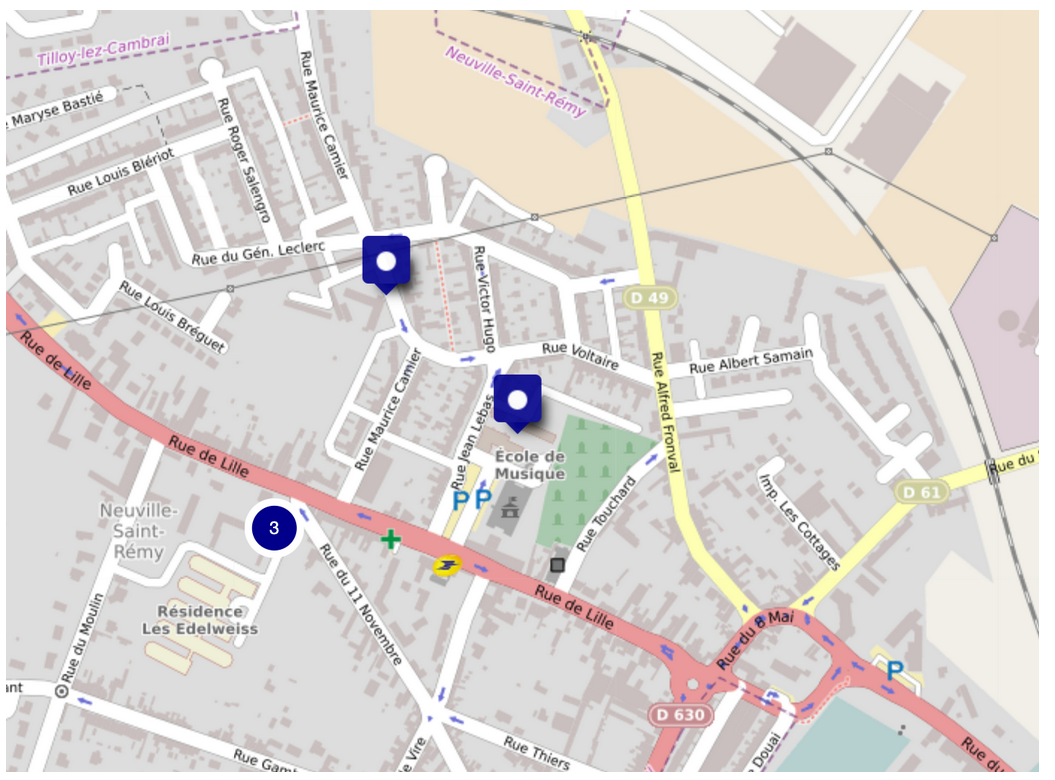 Tilloy-lez-Cambrai
Neuville-Saint-Rémy
Maryse Bastié
Rue Maurice Camier
Rue Roger Salengro
Rue Louis Blériot
Rue du Gén. Leclerc
Rue Victor Hugo
D 49
Rue Louis Bréguet
Rue de Lille
Rue Voltaire
Rue Albert Samain
Rue Alfred Fronval
Rue Maurice Camier
Rue Jean Lebas
École de
Musique
Rue de Lille
Rue du
D 61
Imp. Les Cottages
P P
Rue Touchard
Neuville-
Saint-
Rémy
3
Rue du 11 Novembre
Résidence
Les Edelweiss
Rue de Lille
Rue du 8 Mai
Rue du Moulin
P
ant
D 630
Rue Thiers
de Vire
Douai
Rue Gamb
Rue du